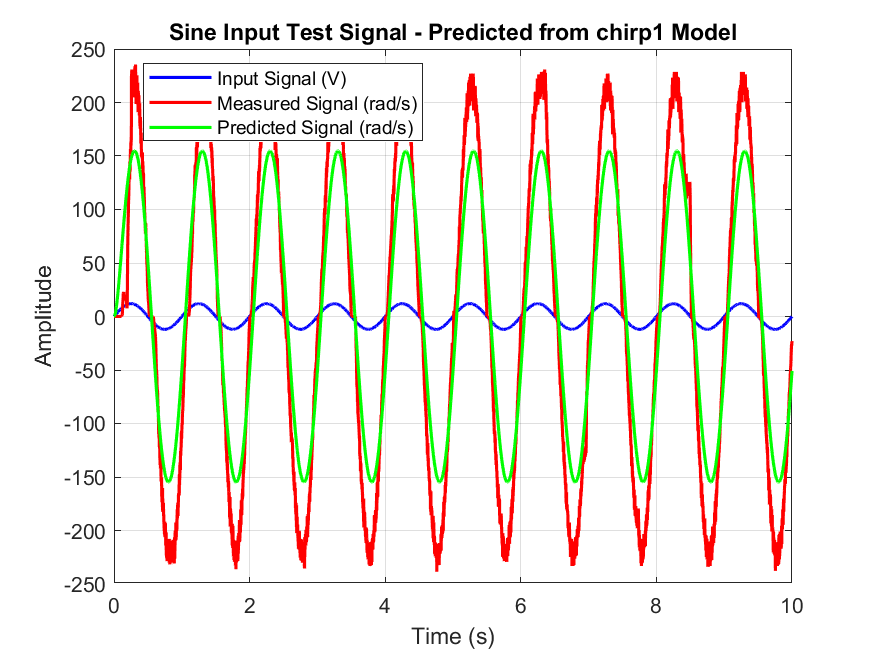 Sine Input Test Signal - Predicted from chirp1 Model
250
200
150
100
50
0
-50
-100
-150
-200
-250
Amplitude
Input Signal (V)
Measured Signal (rad/s)
Predicted Signal (rad/s)
0 2 4 6 8 10
Time (s)